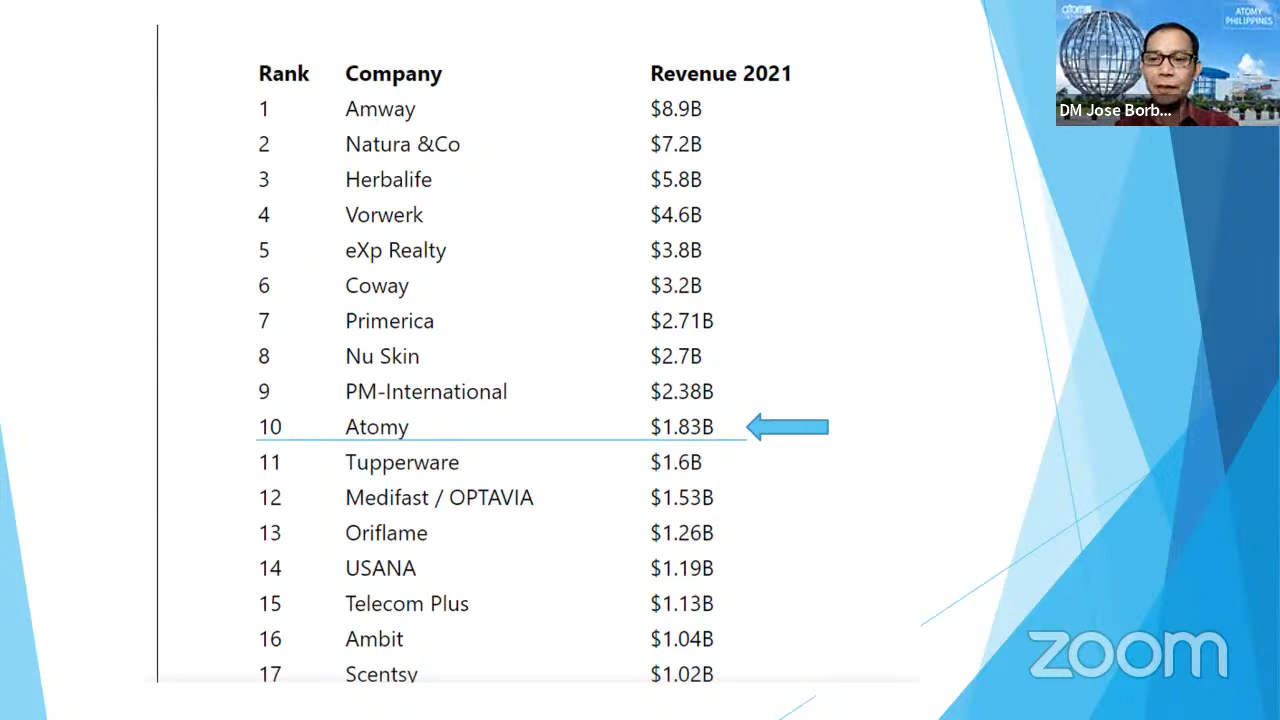 Rank Company Revenue 2021
1 Amway $8.9B
2 Natura &Co $7.2B
3 Herbalife $5.8B
4 Vorwerk $4.6B
5 eXp Realty $3.8B
6 Coway $3.2B
7 Primerica $2.71B
8 Nu Skin $2.7B
9 PM-International $2.38B
10 Atomy $1.83B
11 Tupperware $1.6B
12 Medifast / OPTAVIA $1.53B
13 Oriflame $1.26B
14 USANA $1.19B
15 Telecom Plus $1.13B
16 Ambit $1.04B
17 Scentsy $1.02B
ATOMY
PHILIPPINES
DM Jose Borb...
zoom